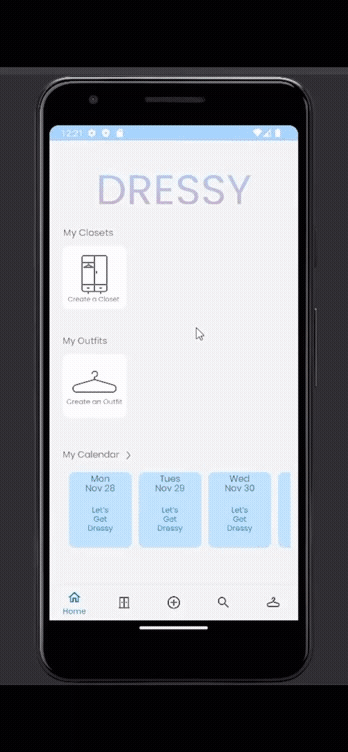 12:21
DRESSY
My Closets
Create a Closet
My Outfits
Create an Outfit
My Calendar >
Mon
Nov 28
Let's
Get
Dressy
Tues
Nov 29
Let's
Get
Dressy
Wed
Nov 30
Let's
Get
Dressy
Home